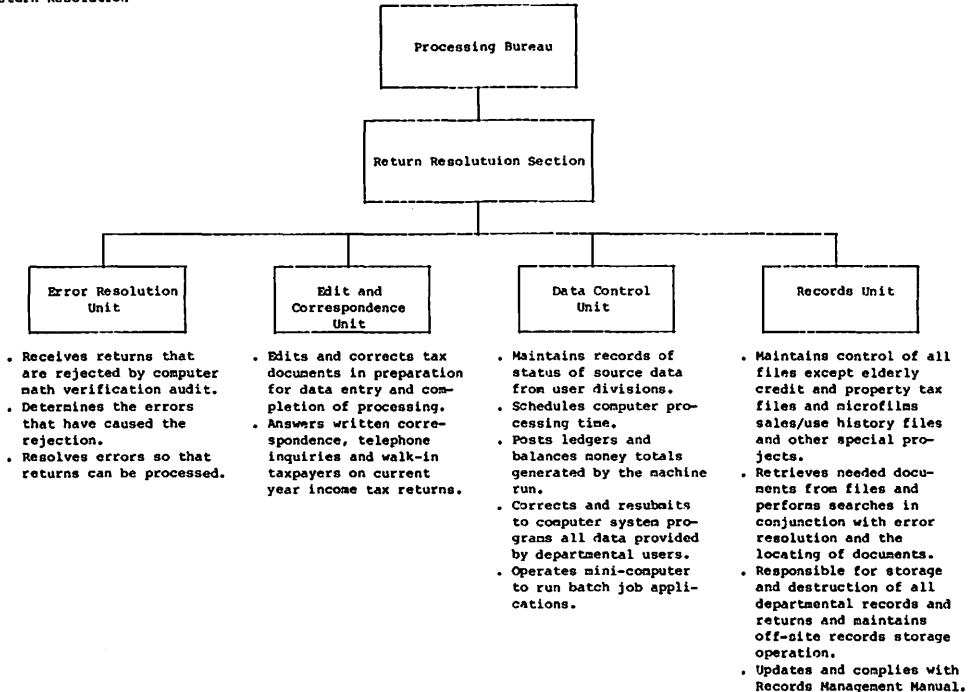 Resolution
Processing Bureau
Return Resolutuion Section
Error Resolution
Unit
Edit and
Correspondence
Unit
Data Control
Unit
Records Unit
. Receives returns that
are rejected by computer
math verification audit.
. Determines the errors
that have caused the
rejection.
. Resolves errors so that
returns can be processed.
. Edits and corrects tax
documents in preparation
for data entry and com-
pletion of processing.
. Answers written corre-
spondence, telephone
inquiries and walk-in
taxpayers on current
year income tax returns.
. Maintains records of
status of source data
from user divisions.
. Schedules computer pro-
cessing time.
. Posts ledgers and
balances money totals
generated by the machine
run.
. Corrects and resubmits
to computer system pro-
grams all data provided
by departmental users.
. Operates mini-computer
to run batch job appli-
cations.
. Maintains control of all
files except elderly
credit and property tax
files and microfilms
sales/use history files
and other special pro-
jects.
. Retrieves needed docu-
ments from files and
performs searches in
conjunction with error
resolution and the
locating of documents.
. Responsible for storage
and destruction of all
departmental records and
returns and maintains
off-site records storage
operation.
. Updates and complies with
Records Management Manual.